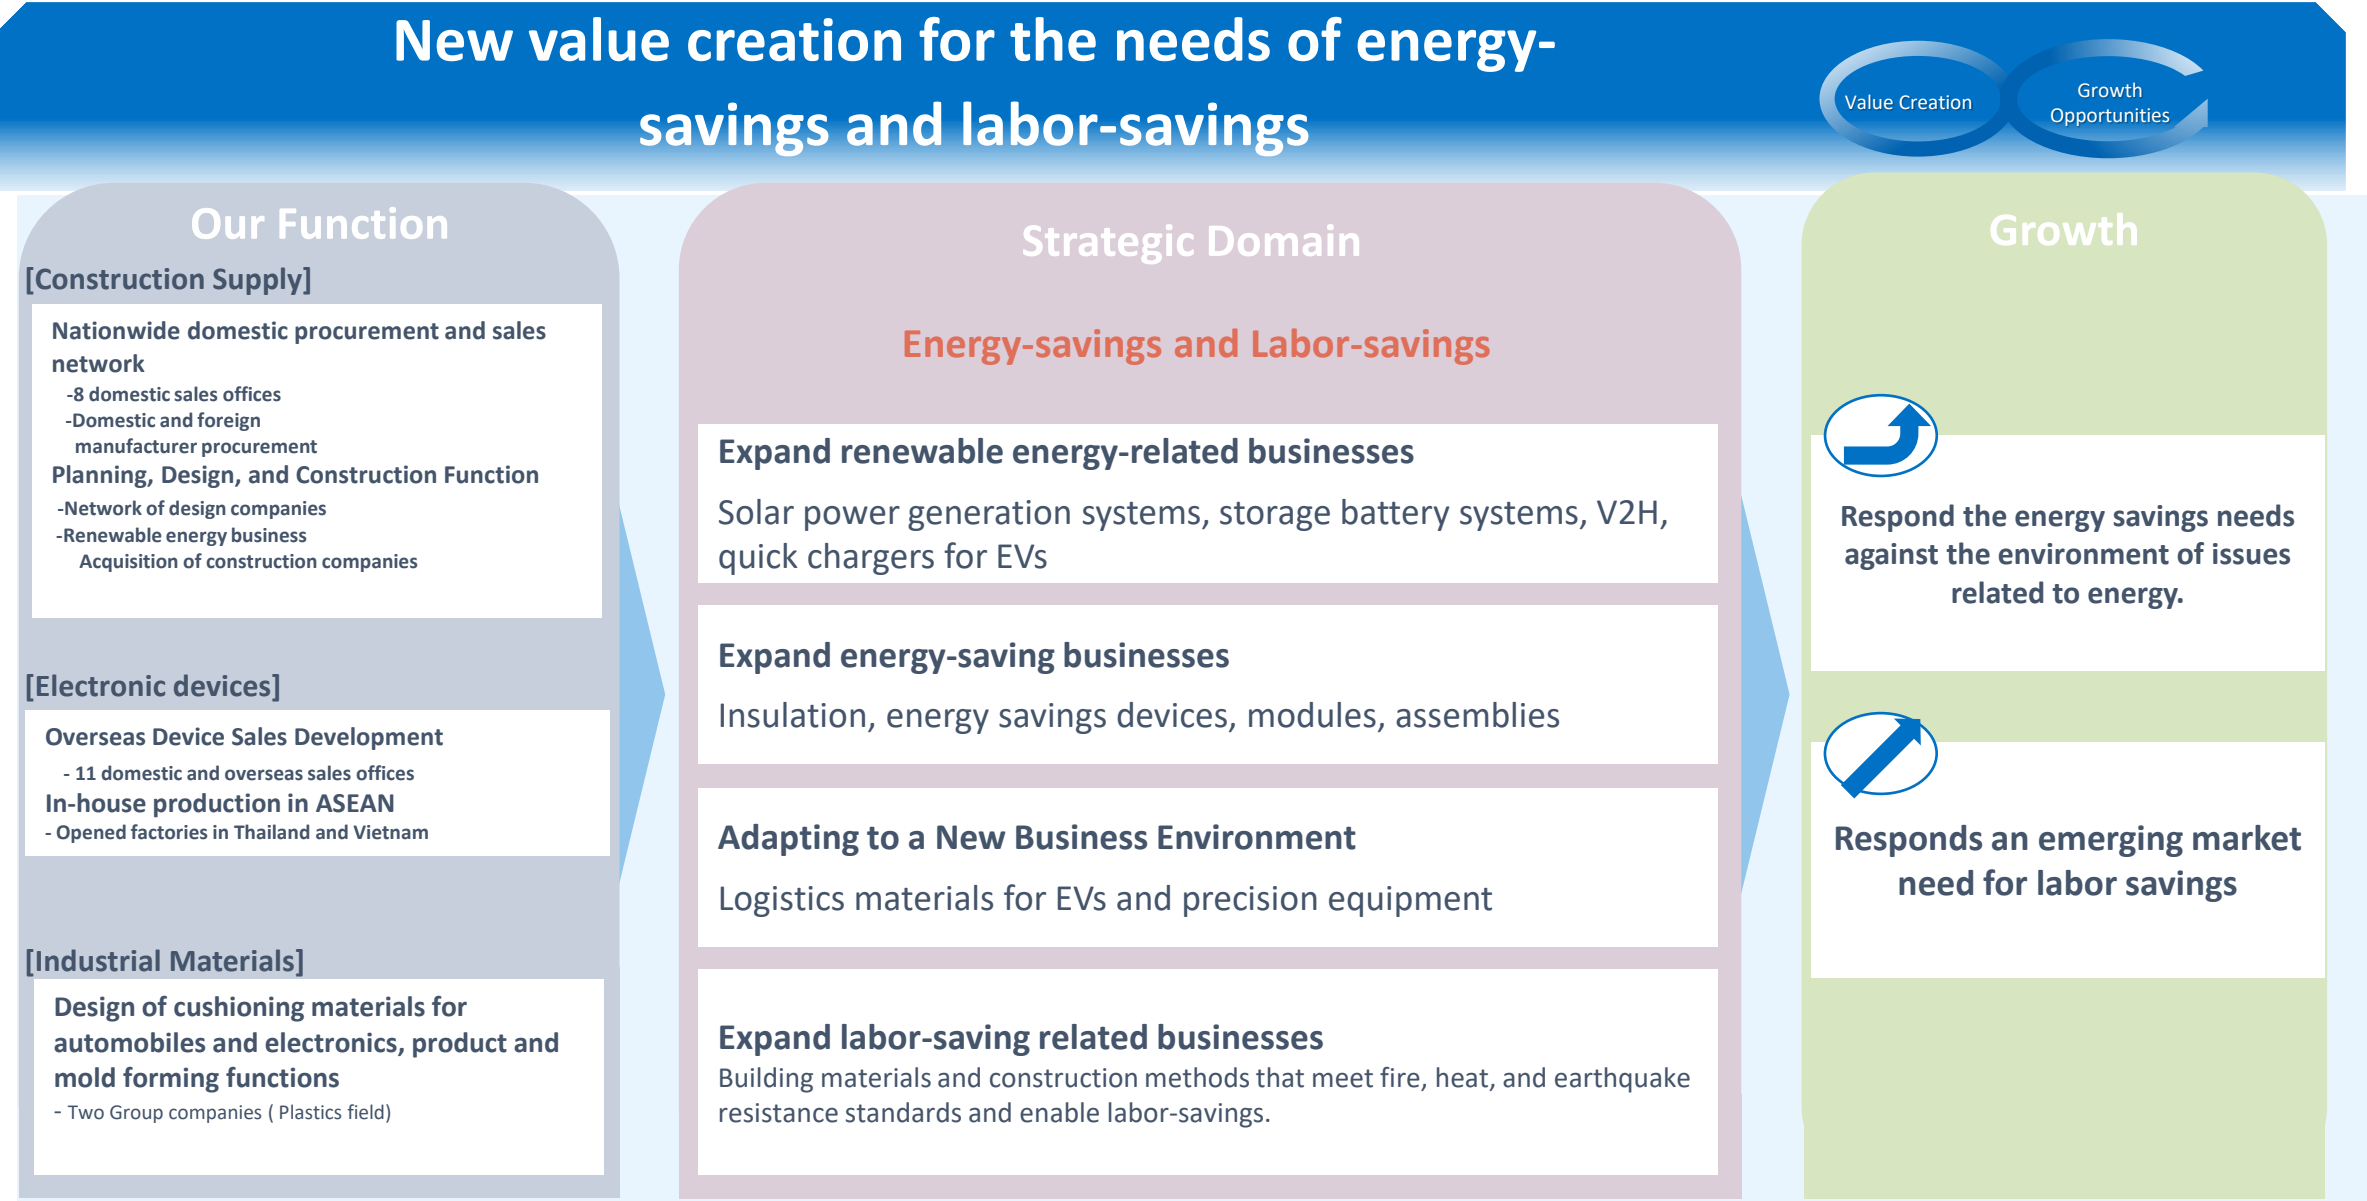 New value creation for the needs of energy-
savings and labor-savings
Value Creation
Growth
Opportunities
Our Function
[Construction Supply]
Nationwide domestic procurement and sales
network
-8 domestic sales offices
-Domestic and foreign
manufacturer procurement
Planning, Design, and Construction Function
-Network of design companies
-Renewable energy business
Acquisition of construction companies
[Electronic devices]
Overseas Device Sales Development
- 11 domestic and overseas sales offices
In-house production in ASEAN
- Opened factories in Thailand and Vietnam
[Industrial Materials]
Design of cushioning materials for
automobiles and electronics, product and
mold forming functions
- Two Group companies ( Plastics field)
Strategic Domain
Energy-savings and Labor-savings
Expand renewable energy-related businesses
Solar power generation systems, storage battery systems, V2H,
quick chargers for EVs
Expand energy-saving businesses
Insulation, energy savings devices, modules, assemblies
Adapting to a New Business Environment
Logistics materials for EVs and precision equipment
Expand labor-saving related businesses
Building materials and construction methods that meet fire, heat, and earthquake
resistance standards and enable labor-savings.
Growth
Respond the energy savings needs
against the environment of issues
related to energy.
Responds an emerging market
need for labor savings